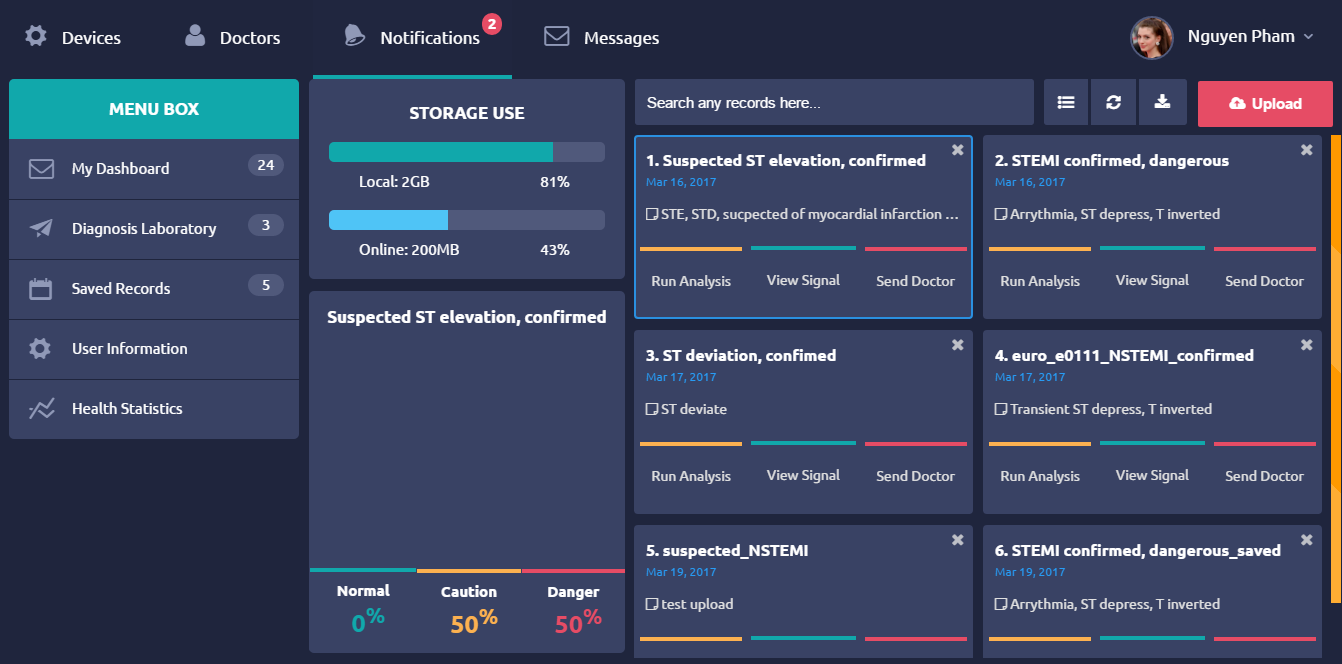 Devices
Doctors
Notifications
2
Messages
Nguyen Pham
MENU BOX
My Dashboard
24
Diagnosis Laboratory
3
Saved Records
5
User Information
Health Statistics
STORAGE USE
Local: 2GB
81%
Online: 200MB
43%
Suspected ST elevation, confirmed
Normal
0%
Caution
50%
Danger
50%
Search any records here...
Upload
1. Suspected ST elevation, confirmed
Mar 16, 2017
STE, STD, sucpected of myocardial infarction ...
Run Analysis
View Signal
Send Doctor
2. STEMI confirmed, dangerous
Mar 16, 2017
Arrythmia, ST depress, T inverted
Run Analysis
View Signal
Send Doctor
3. ST deviation, confimed
Mar 17, 2017
ST deviate
Run Analysis
View Signal
Send Doctor
4. euro_e0111_NSTEMI_confirmed
Mar 17, 2017
Transient ST depress, T inverted
Run Analysis
View Signal
Send Doctor
5. suspected_NSTEMI
Mar 19, 2017
test upload
6. STEMI confirmed, dangerous_saved
Mar 19, 2017
Arrythmia, ST depress, T inverted